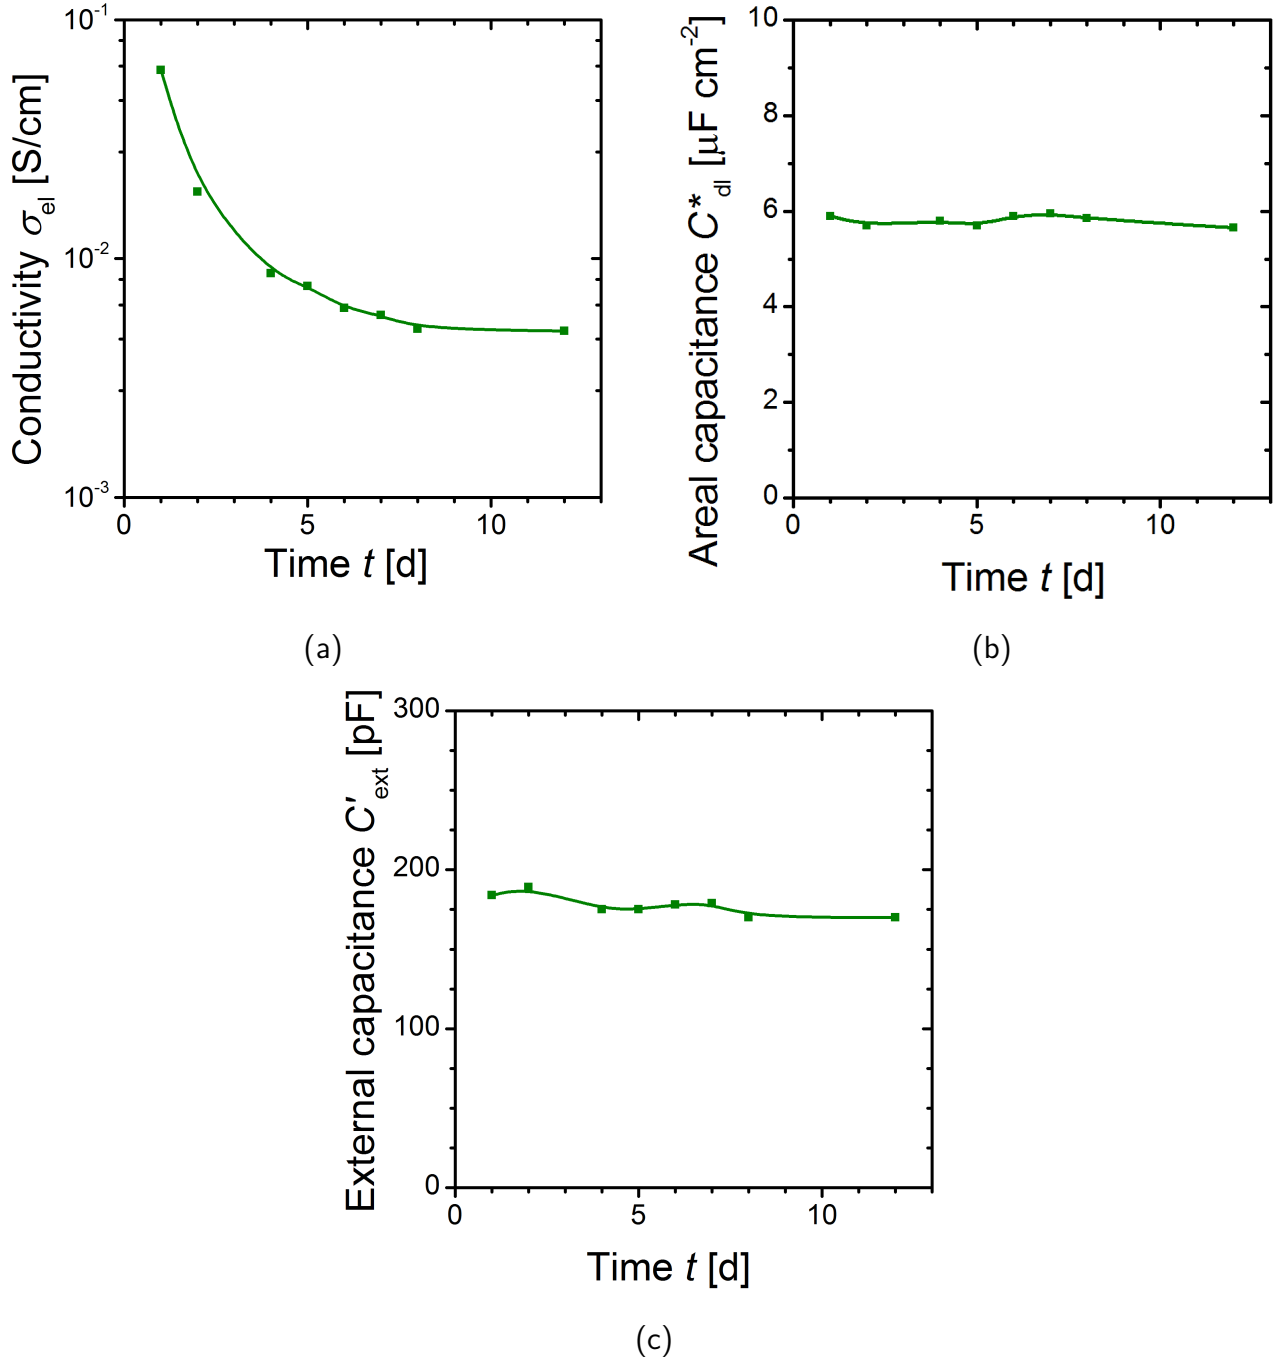 10⁻¹
10⁻²
10⁻³
Conductivity σel [S/cm]
0 5 10
Time t [d]
(a)
10
8
6
4
2
0
Areal capacitance C*dl [μF cm⁻²]
0 5 10
Time t [d]
(b)
300
200
100
0
External capacitance C'ext [pF]
0 5 10
Time t [d]
(c)